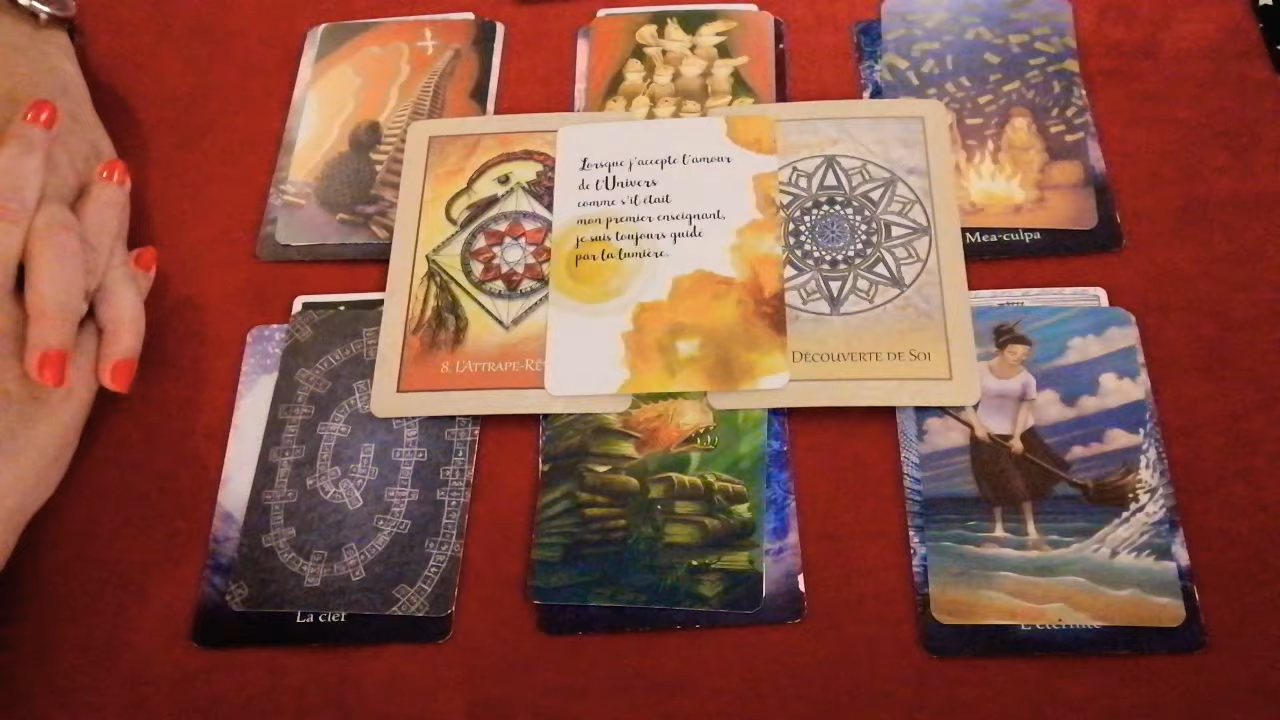 Lorsque j'accepte l'amour
de l'Univers
comme s'il était
mon premier enseignant,
je suis toujours guidé
par la lumière.
Mea-culpa
8. L'Attrape-Rê
Découverte de Soi
La clef
L'éternité